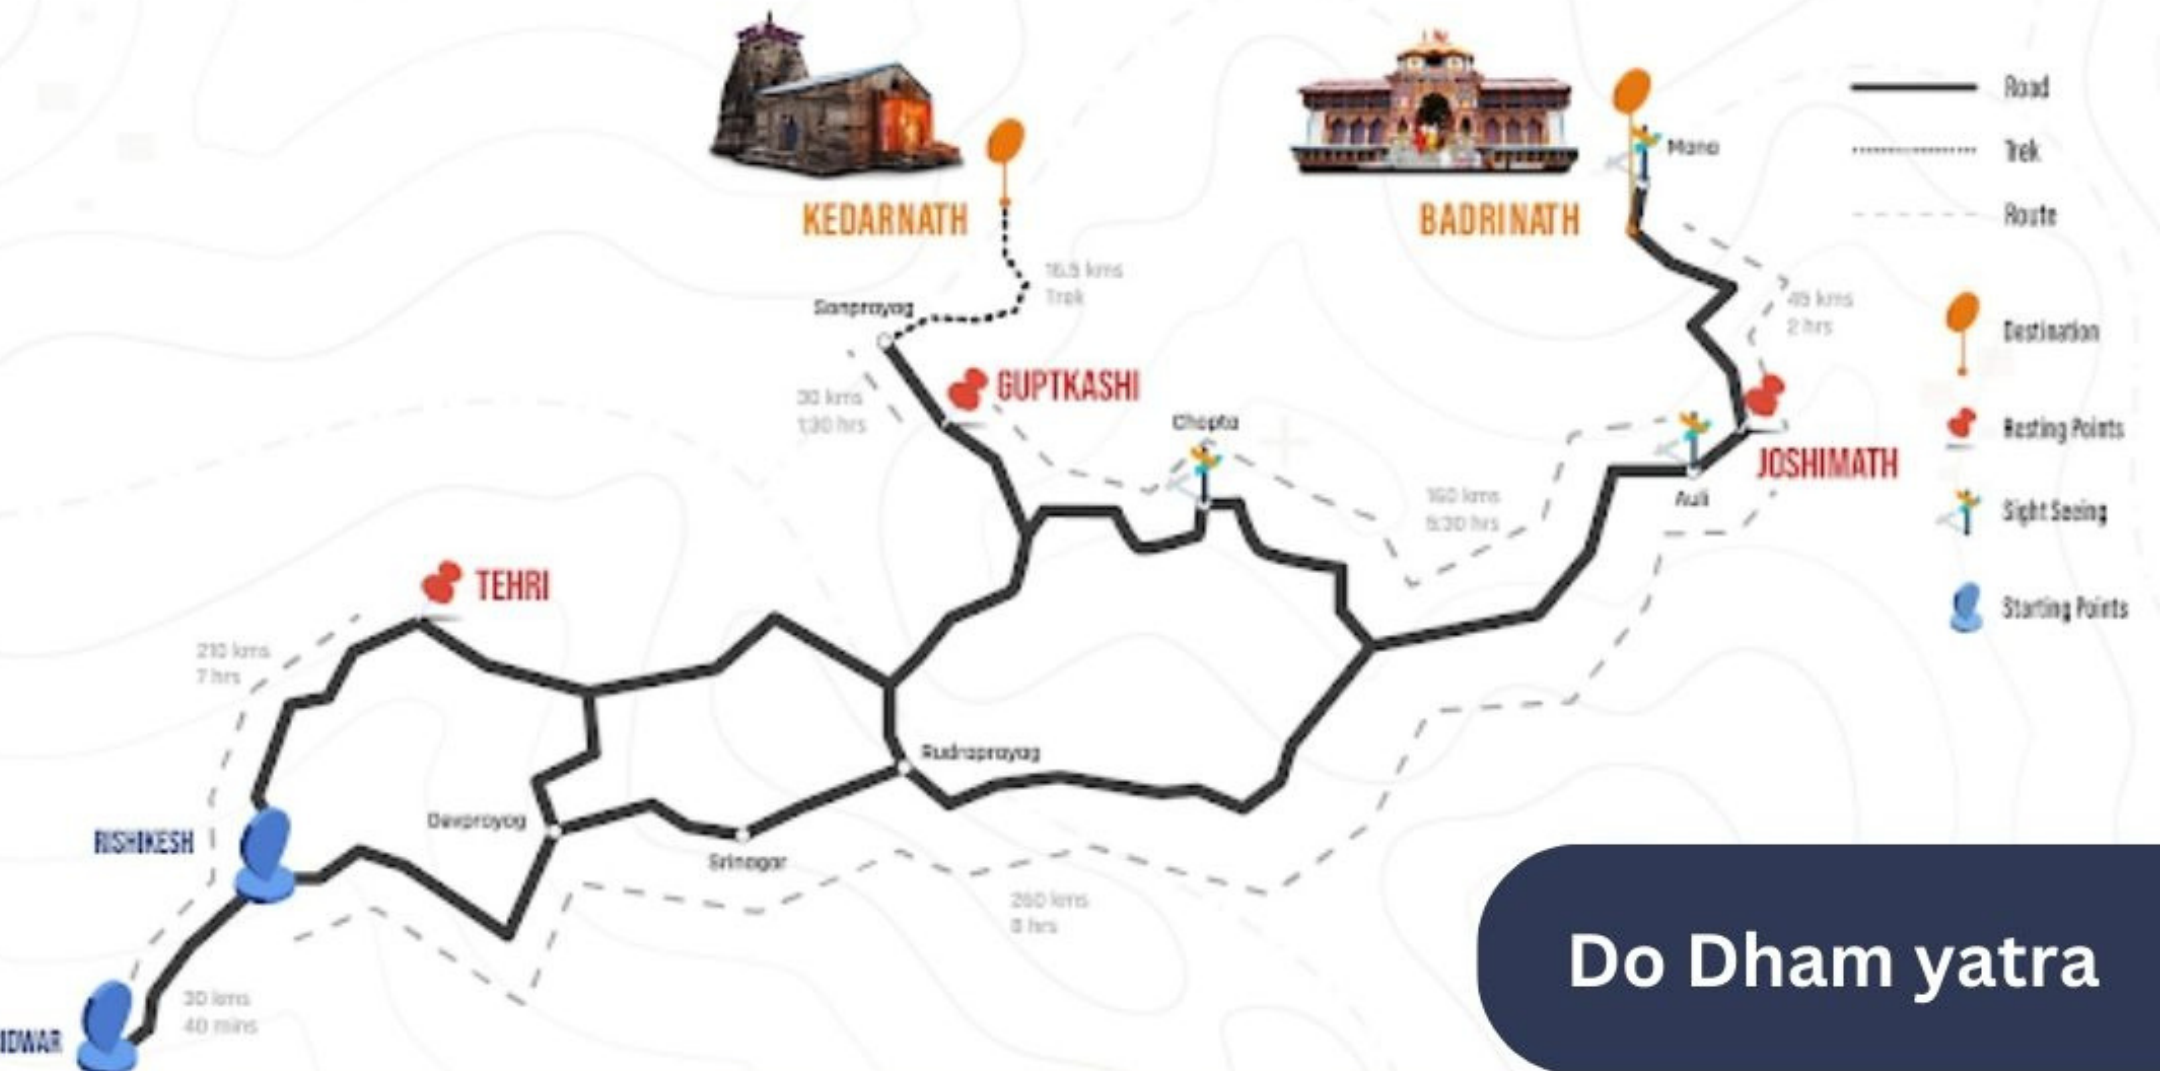 KEDARNATH
BADRINATH
Mana
Road
Trek
Route
16.5 kms
Trek
Sonprayag
45 kms
2 hrs
Destination
GUPTKASHI
30 kms
1:30 hrs
Chopta
Resting Points
JOSHIMATH
160 kms
5:30 hrs
Auli
Sight Seeing
TEHRI
Starting Points
210 kms
7 hrs
Rudraprayag
Devprayag
RISHIKESH
Srinagar
260 kms
8 hrs
Do Dham yatra
30 kms
40 mins
IDWAR